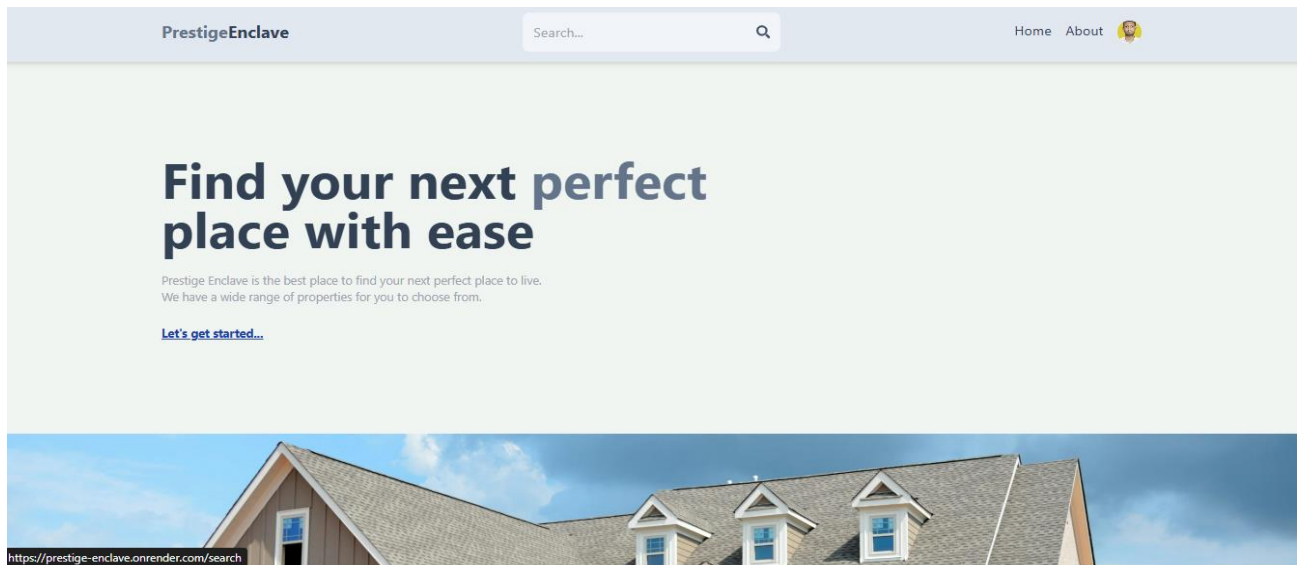 PrestigeEnclave
Search...
Home About
Find your next perfect
place with ease
Prestige Enclave is the best place to find your next perfect place to live.
We have a wide range of properties for you to choose from.
Let's get started...
https://prestige-enclave.onrender.com/search